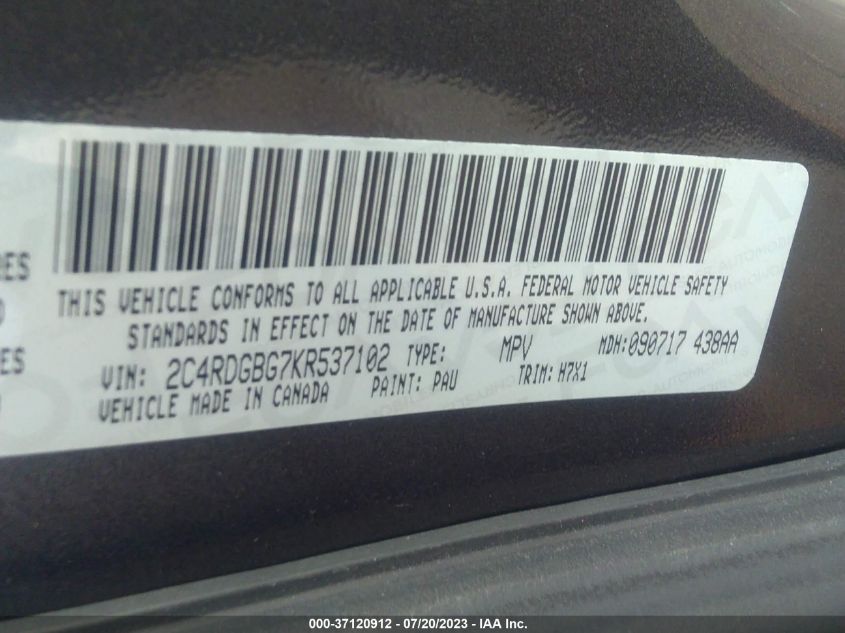 DES
THIS VEHICLE CONFORMS TO ALL APPLICABLE U.S.A. FEDERAL MOTOR VEHICLE SAFETY
STANDARDS IN EFFECT ON THE DATE OF MANUFACTURE SHOWN ABOVE.
ES
VIN: 2C4RDGBG7KR537102 TYPE: MPV MDH:090717 438AA
VEHICLE MADE IN CANADA PAINT: PAU TRIM: H7X1
000-37120912 - 07/20/2023 - IAA Inc.